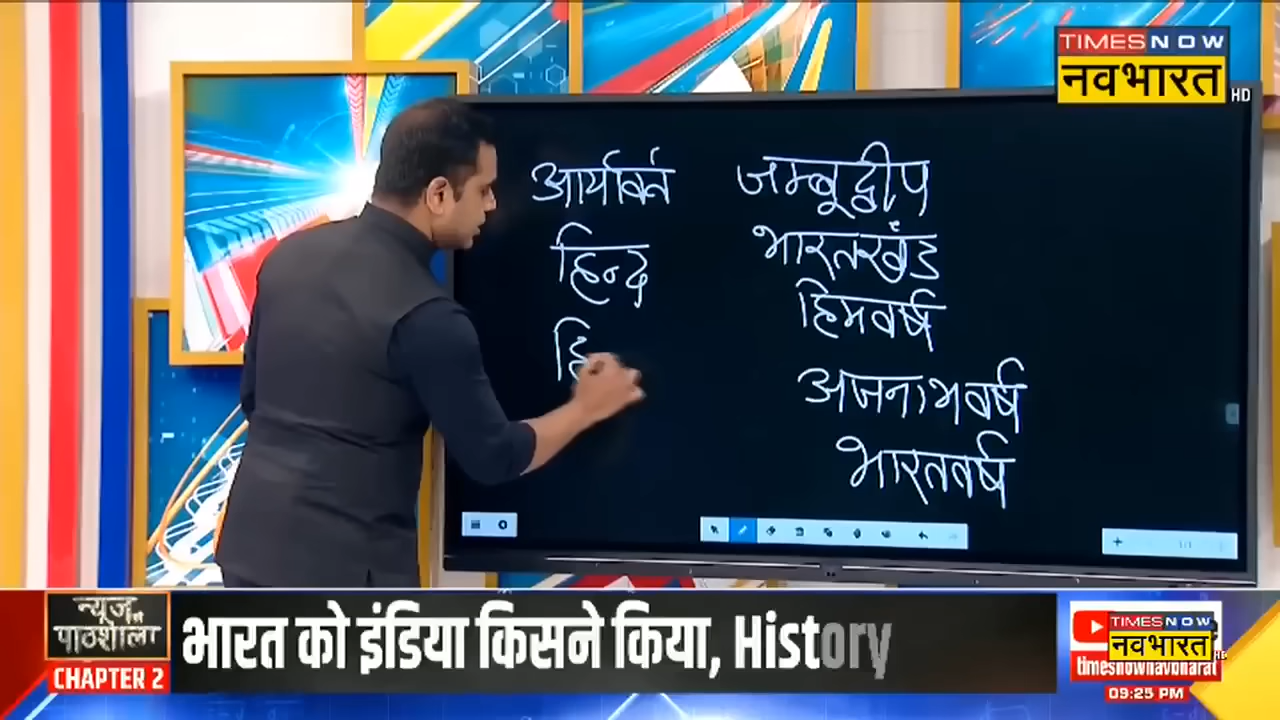 TIMES NOW
नवभारत
HD
आर्यावर्त
हिन्द
हि
जम्बूद्वीप
भारतखंड
हिमवर्ष
अजनाभवर्ष
भारतवर्ष
न्यूज़ की
पाठशाला
CHAPTER 2
भारत को इंडिया किसने किया, History
TIMES NOW
नवभारत
timesnownavbharat
09:25 PM